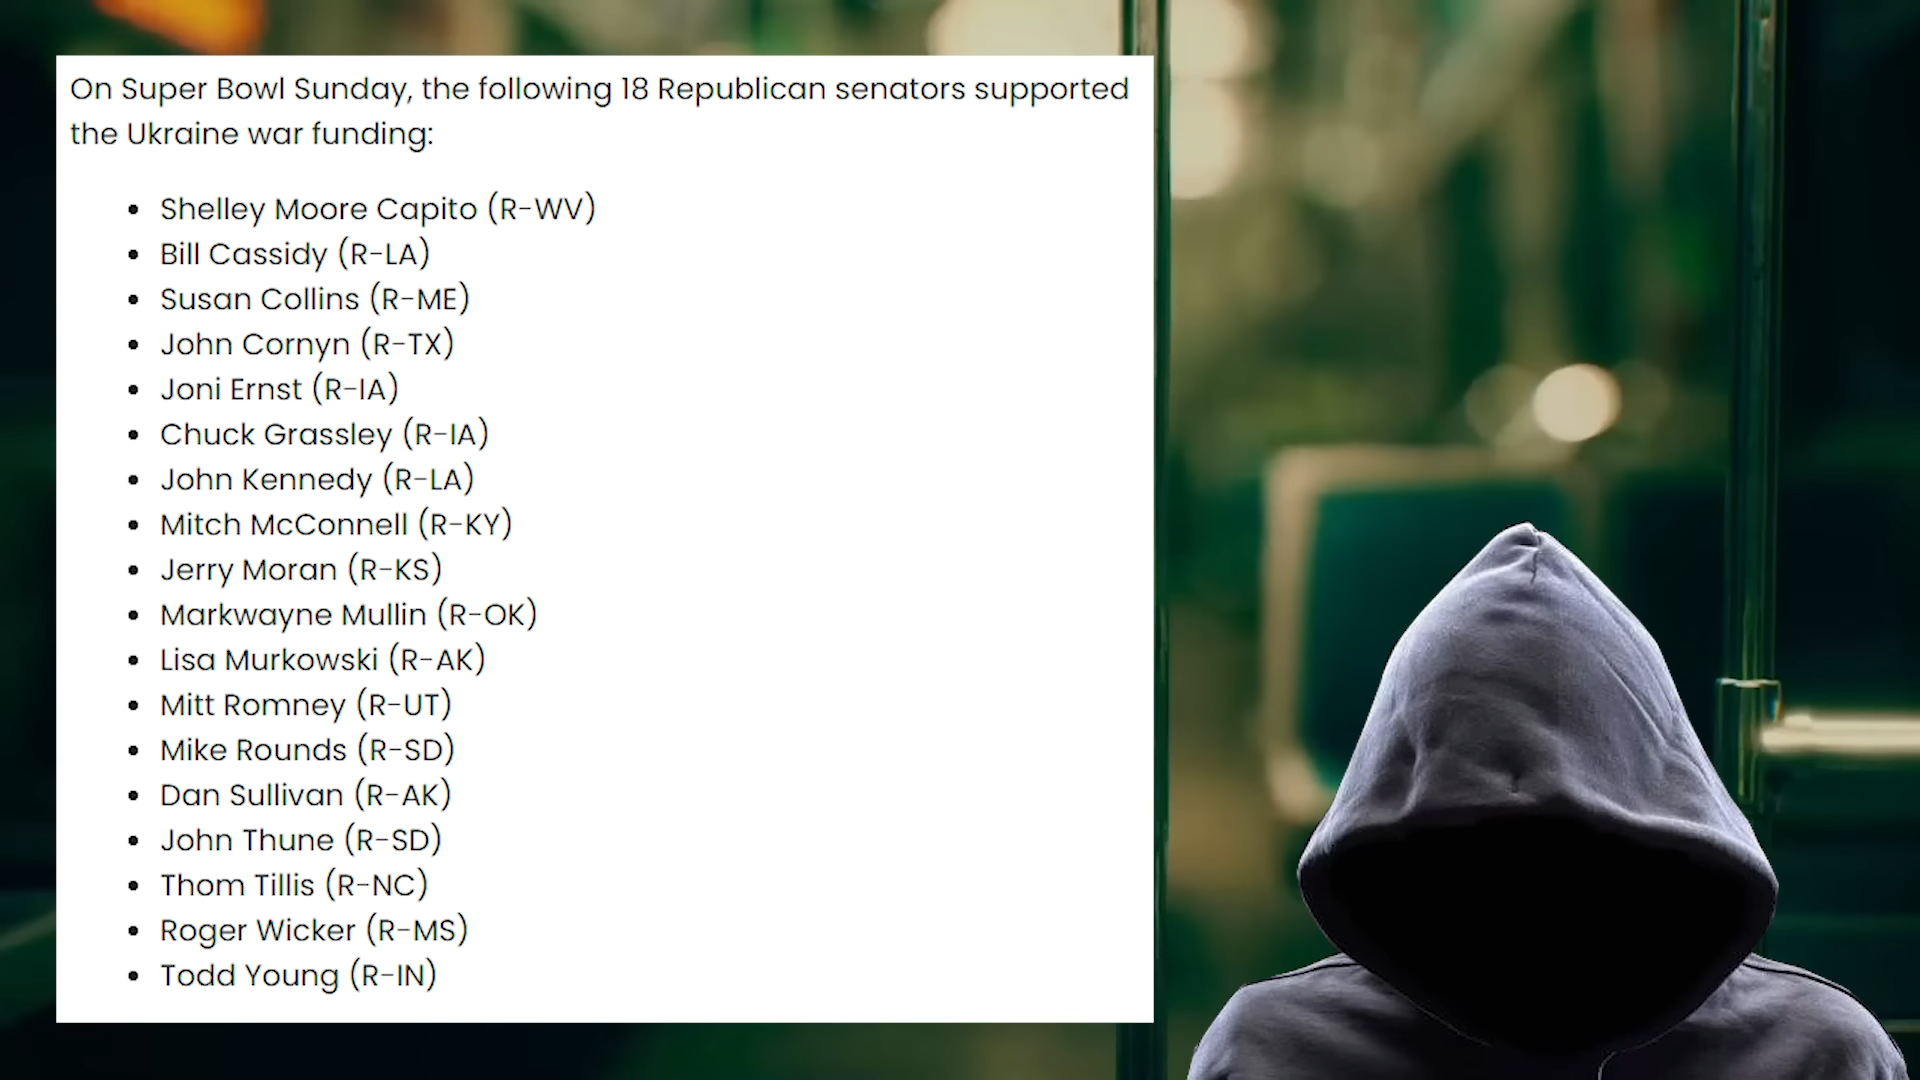 On Super Bowl Sunday, the following 18 Republican senators supported
the Ukraine war funding:
• Shelley Moore Capito (R-WV)
• Bill Cassidy (R-LA)
• Susan Collins (R-ME)
• John Cornyn (R-TX)
• Joni Ernst (R-IA)
• Chuck Grassley (R-IA)
• John Kennedy (R-LA)
• Mitch McConnell (R-KY)
• Jerry Moran (R-KS)
• Markwayne Mullin (R-OK)
• Lisa Murkowski (R-AK)
• Mitt Romney (R-UT)
• Mike Rounds (R-SD)
• Dan Sullivan (R-AK)
• John Thune (R-SD)
• Thom Tillis (R-NC)
• Roger Wicker (R-MS)
• Todd Young (R-IN)